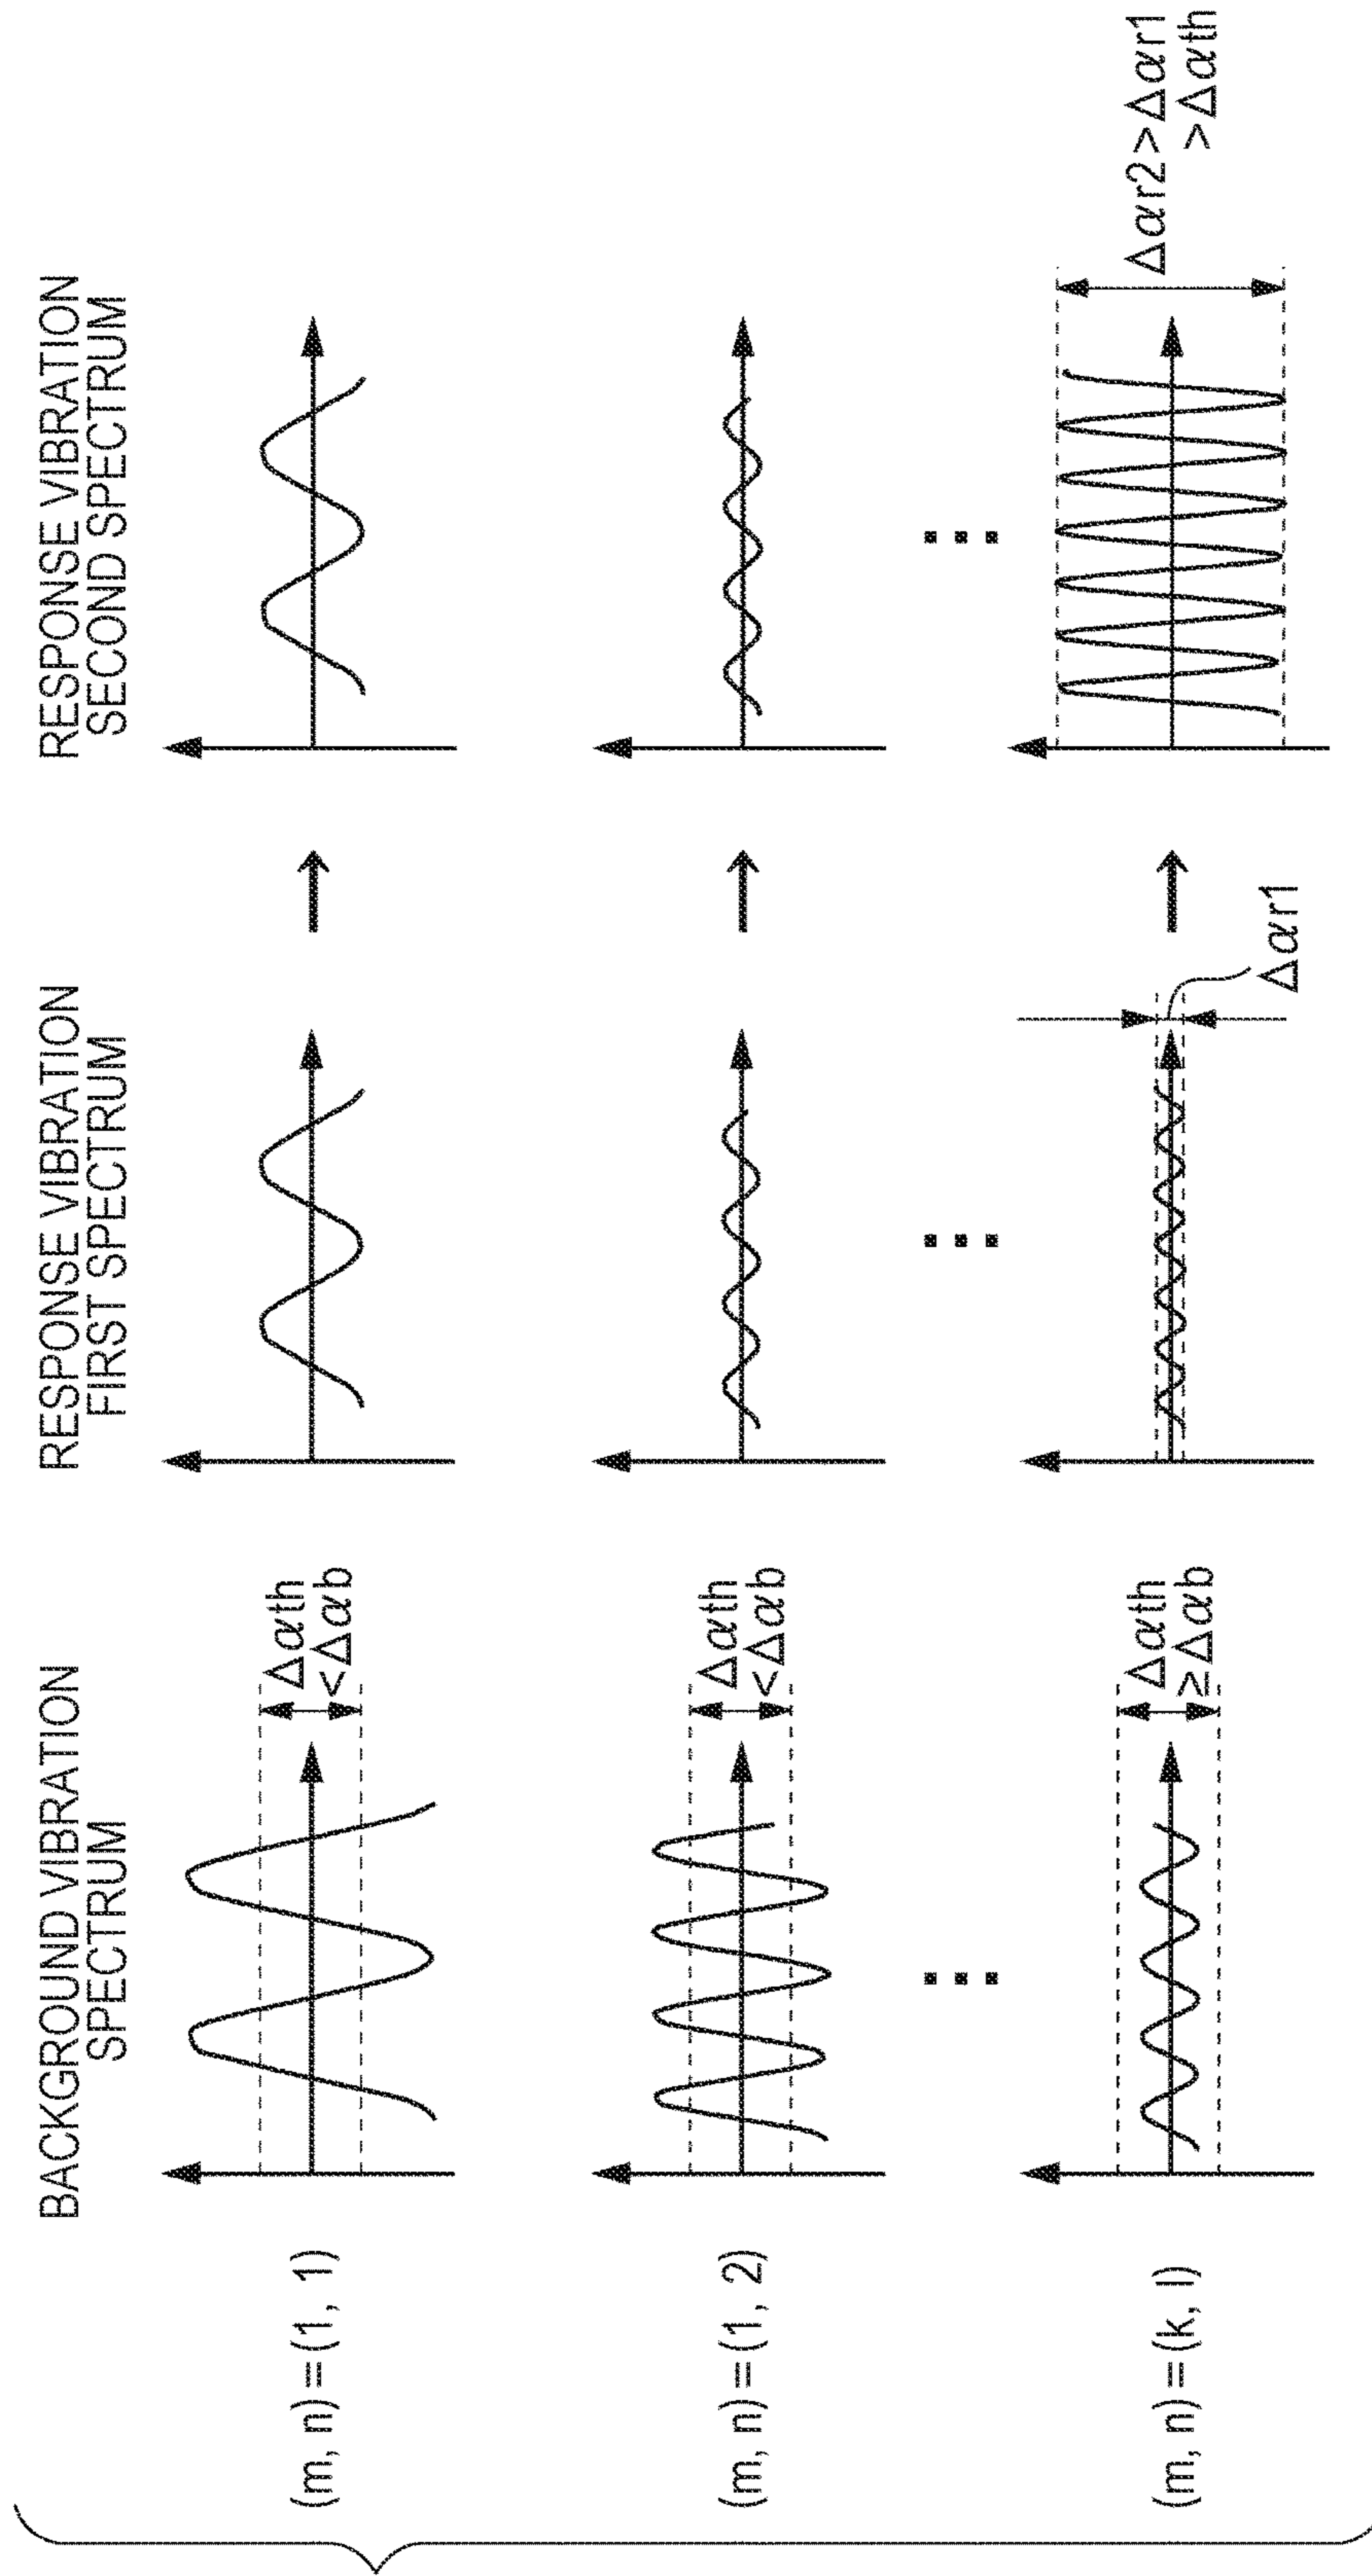 BACKGROUND VIBRATION
SPECTRUM
RESPONSE VIBRATION
FIRST SPECTRUM
RESPONSE VIBRATION
SECOND SPECTRUM
(m, n)=(1, 1)
Δαth
<Δαb
(m, n)=(1, 2)
Δαth
<Δαb
(m, n)=(k, l)
Δαth
≥Δαb
Δαr1
Δαr2>Δαr1
>Δαth